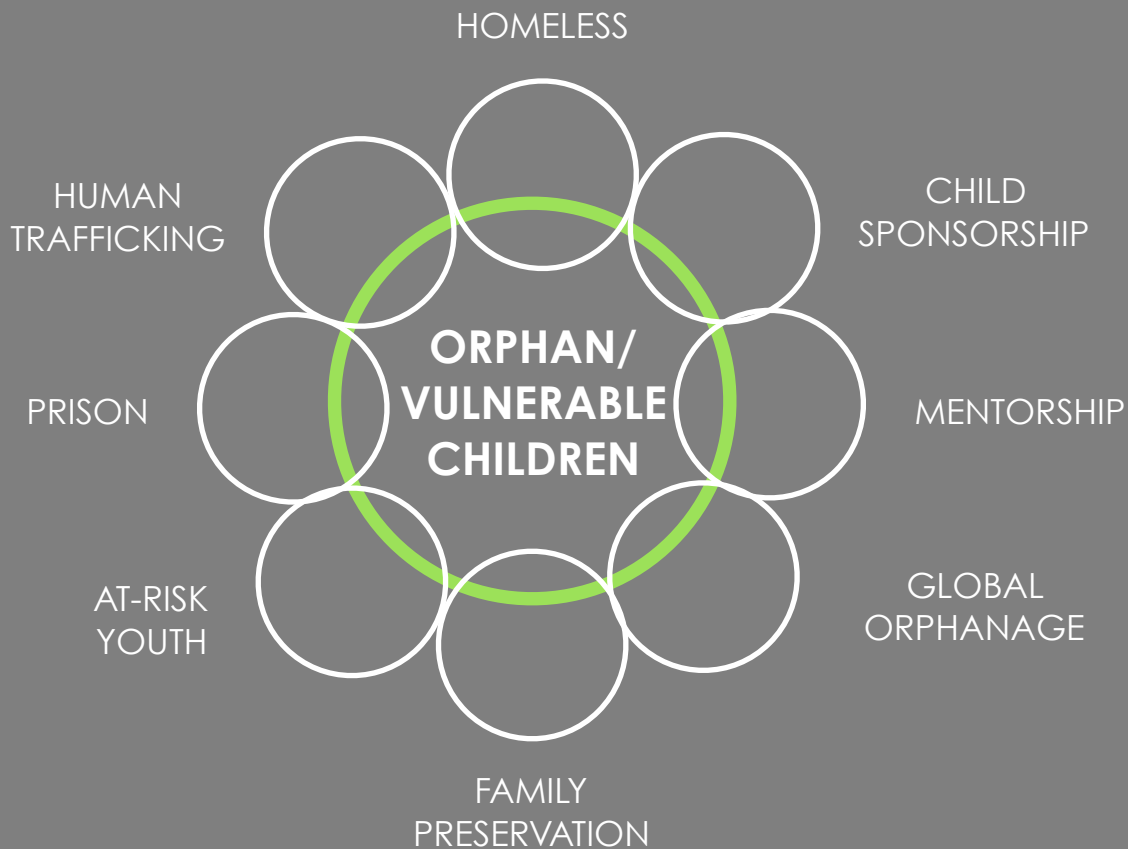 HOMELESS
HUMAN
TRAFFICKING
CHILD
SPONSORSHIP
ORPHAN/
VULNERABLE
CHILDREN
PRISON
MENTORSHIP
AT-RISK
YOUTH
GLOBAL
ORPHANAGE
FAMILY
PRESERVATION